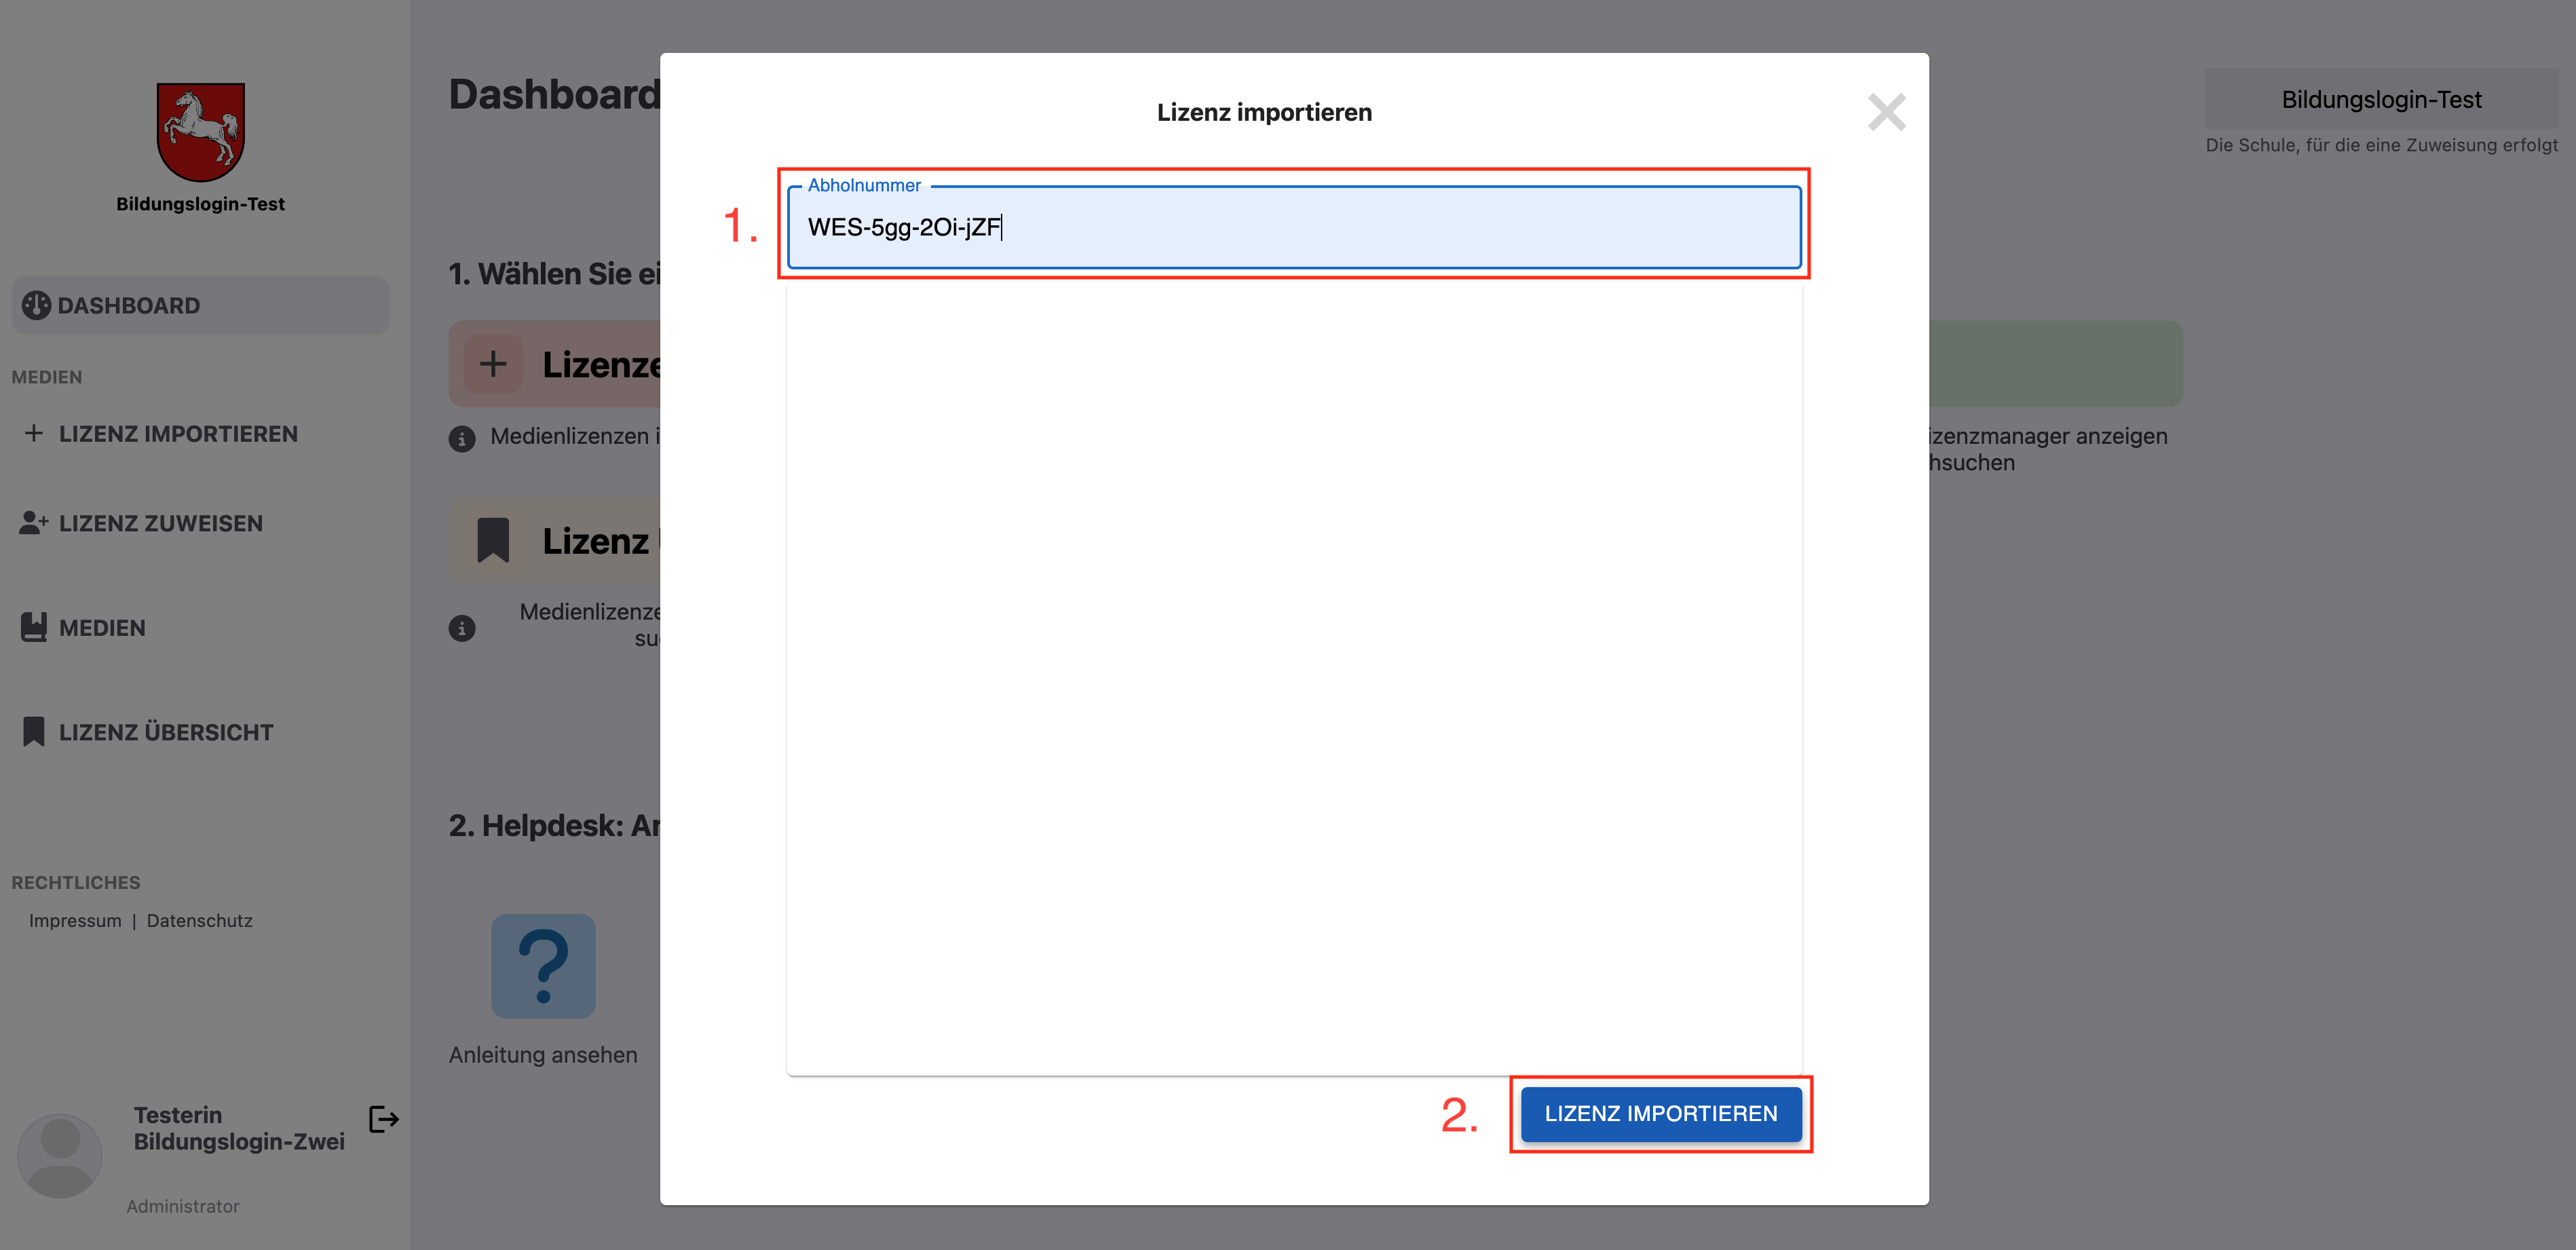 Bildungslogin-Test
DASHBOARD
MEDIEN
LIZENZ IMPORTIEREN
LIZENZ ZUWEISEN
MEDIEN
LIZENZ ÜBERSICHT
RECHTLICHES
Impressum | Datenschutz
Testerin
Bildungslogin-Zwei
Administrator
Dashboard
1. Wählen Sie ei
Lizenze
Medienlizenzen i
Lizenz
Medienlizenze
su
2. Helpdesk: Ar
Anleitung ansehen
Lizenz importieren
1.
Abholnummer
WES-5gg-2Oi-jZF
2.
LIZENZ IMPORTIEREN
izenzmanager anzeigen
hsuchen
Bildungslogin-Test
Die Schule, für die eine Zuweisung erfolgt